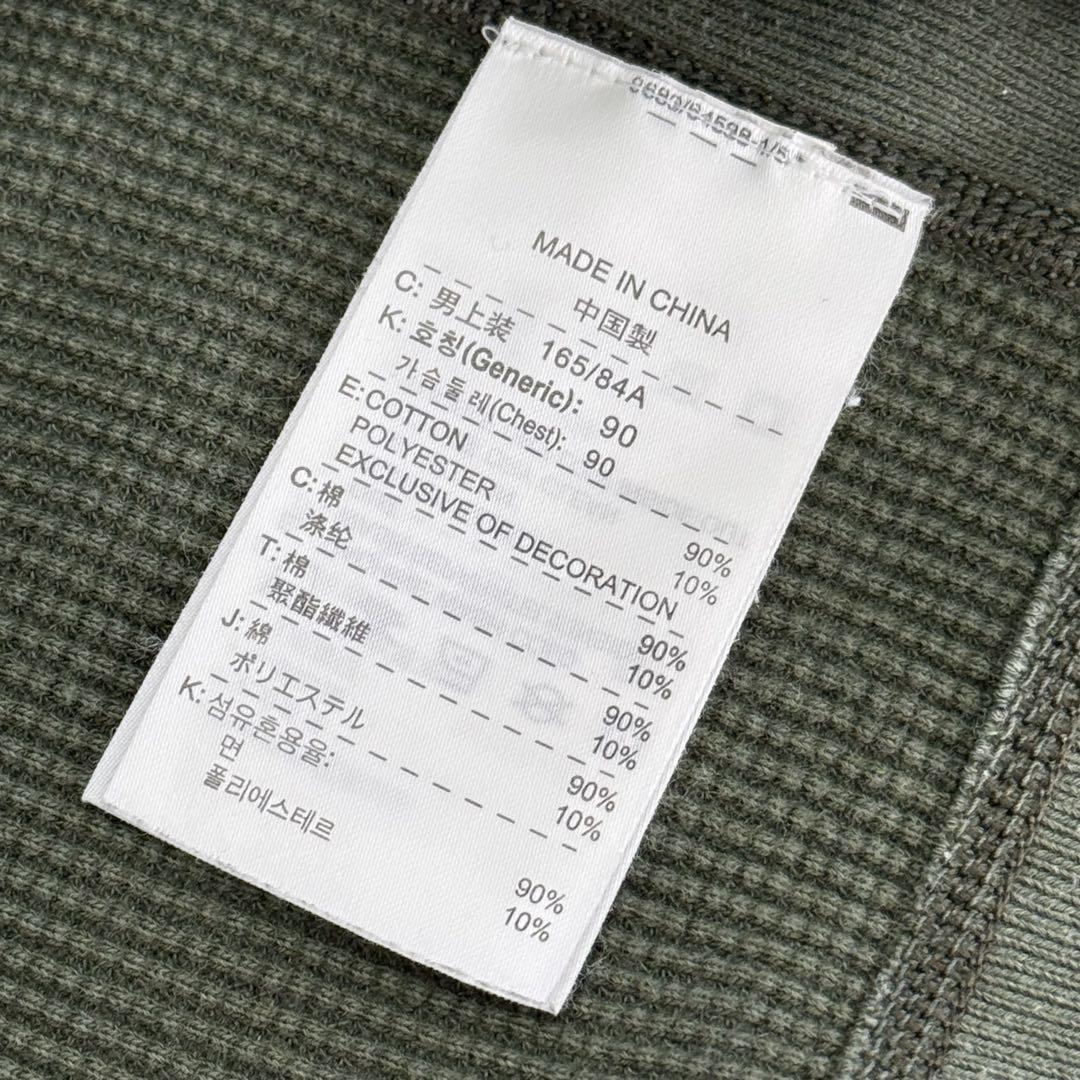 MADE IN CHINA
中国製
C: 男上装 165/84A
K: 호칭(Generic): 90
가슴둘레(Chest): 90
E: COTTON 90%
POLYESTER 10%
EXCLUSIVE OF DECORATION
C: 棉 90%
涤纶 10%
T: 棉 90%
聚酯纖維 10%
J: 綿 90%
ポリエステル 10%
K: 섬유혼용율:
면 90%
폴리에스테르 10%